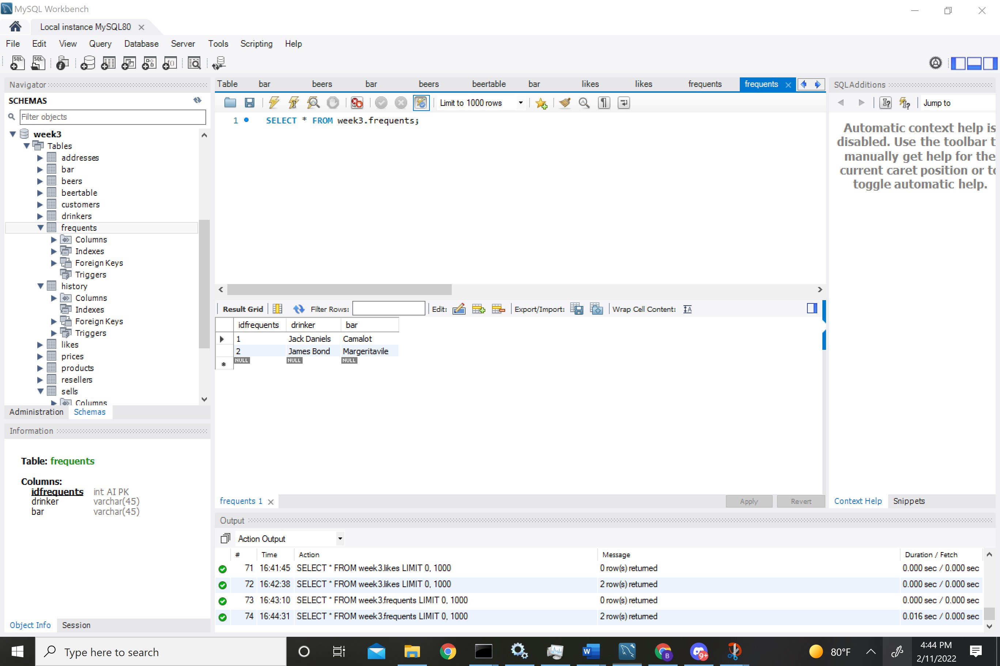 MySQL Workbench
Local instance MySQL80
File Edit View Query Database Server Tools Scripting Help
Navigator
SCHEMAS
Filter objects
week3
Tables
addresses
bar
beers
beertable
customers
drinkers
frequents
Columns
Indexes
Foreign Keys
Triggers
history
Columns
Indexes
Foreign Keys
Triggers
likes
prices
products
resellers
sells
Columns
Administration Schemas
Information
Table: frequents
Columns:
idfrequents int AI PK
drinker varchar(45)
bar varchar(45)
Object Info Session
Table bar beers bar beers beertable bar likes likes frequents frequents
Limit to 1000 rows
1 SELECT * FROM week3.frequents;
Result Grid Filter Rows: Edit: Export/Import: Wrap Cell Content:
idfrequents drinker bar
1 Jack Daniels Camalot
2 James Bond Margeritavile
NULL NULL NULL
frequents 1 Apply Revert
SQLAdditions
Jump to
Automatic context help is
disabled. Use the toolbar t
manually get help for the
current caret position or to
toggle automatic help.
Context Help Snippets
Output
Action Output
# Time Action Message Duration / Fetch
71 16:41:45 SELECT * FROM week3.likes LIMIT 0, 1000 0 row(s) returned 0.000 sec / 0.000 sec
72 16:42:38 SELECT * FROM week3.likes LIMIT 0, 1000 2 row(s) returned 0.000 sec / 0.000 sec
73 16:43:10 SELECT * FROM week3.frequents LIMIT 0, 1000 0 row(s) returned 0.000 sec / 0.000 sec
74 16:44:31 SELECT * FROM week3.frequents LIMIT 0, 1000 2 row(s) returned 0.016 sec / 0.000 sec
Type here to search
80°F
4:44 PM
2/11/2022